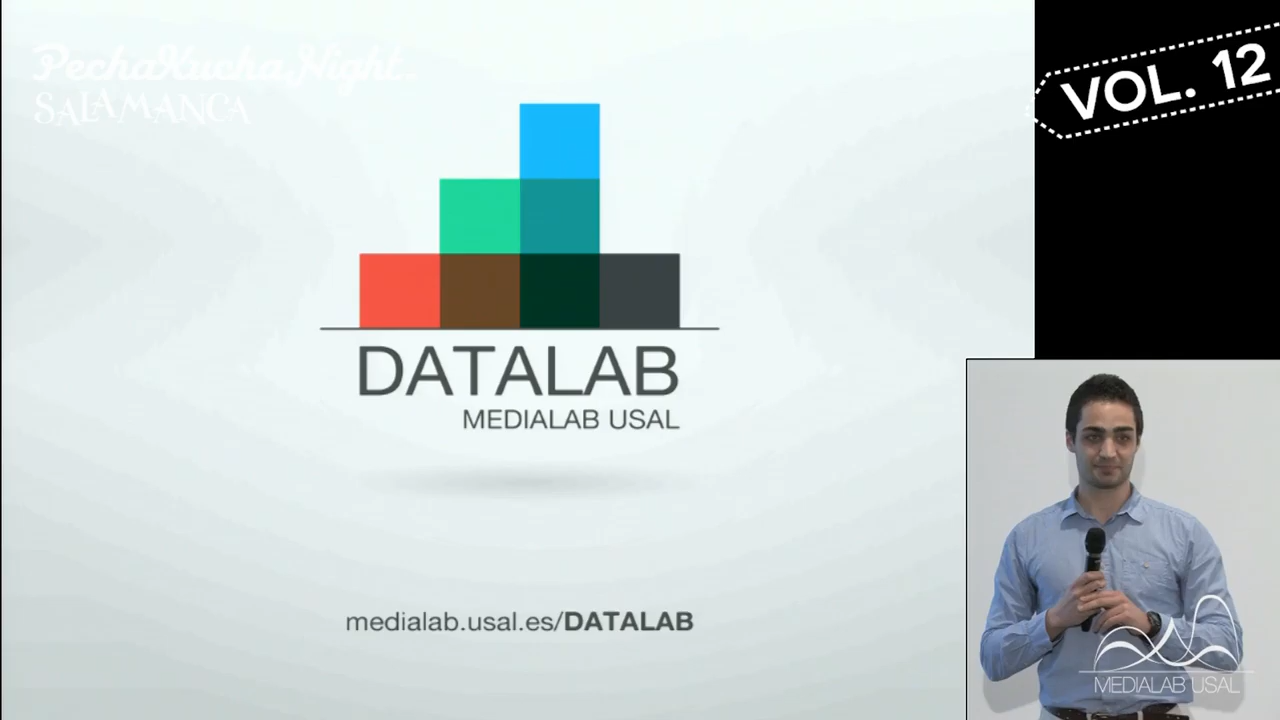 PechaKucha Night
SALAMANCA
VOL. 12
DATALAB
MEDIALAB USAL
medialab.usal.es/DATALAB
MEDIALAB USAL